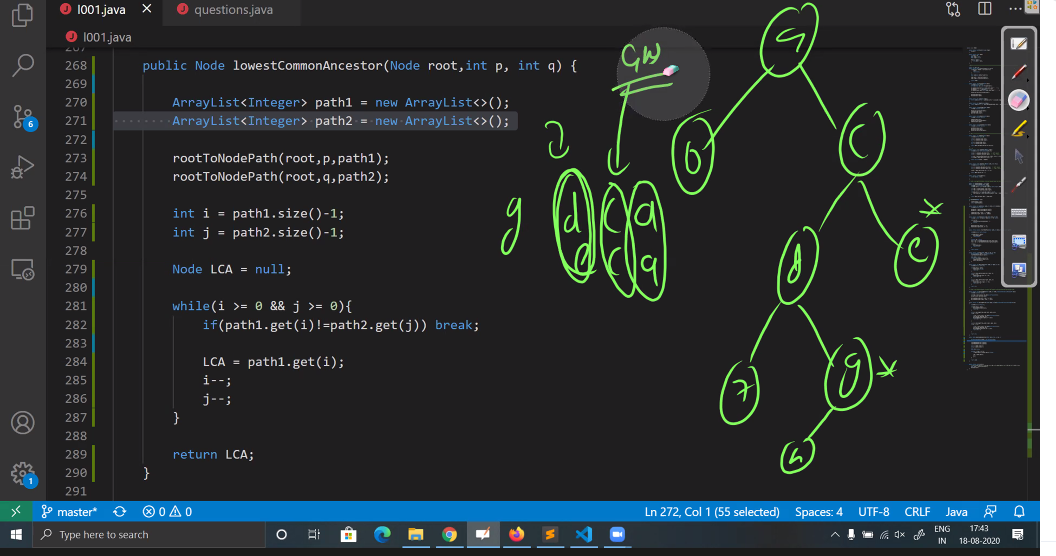 l001.java
questions.java
l001.java
267
268 public Node lowestCommonAncestor(Node root,int p, int q) {
269
270 ArrayList<Integer> path1 = new ArrayList<>();
271 ArrayList<Integer> path2 = new ArrayList<>();
272
273 rootToNodePath(root,p,path1);
274 rootToNodePath(root,q,path2);
275
276 int i = path1.size()-1;
277 int j = path2.size()-1;
278
279 Node LCA = null;
280
281 while(i >= 0 && j >= 0){
282 if(path1.get(i)!=path2.get(j)) break;
283
284 LCA = path1.get(i);
285 i--;
286 j--;
287 }
288
289 return LCA;
290 }
291
g d c a
e c a
b c
d e
g
6
1
master* 0 0
Ln 272, Col 1 (55 selected) Spaces: 4 UTF-8 CRLF Java
Type here to search
ENG
IN
17:43
18-08-2020